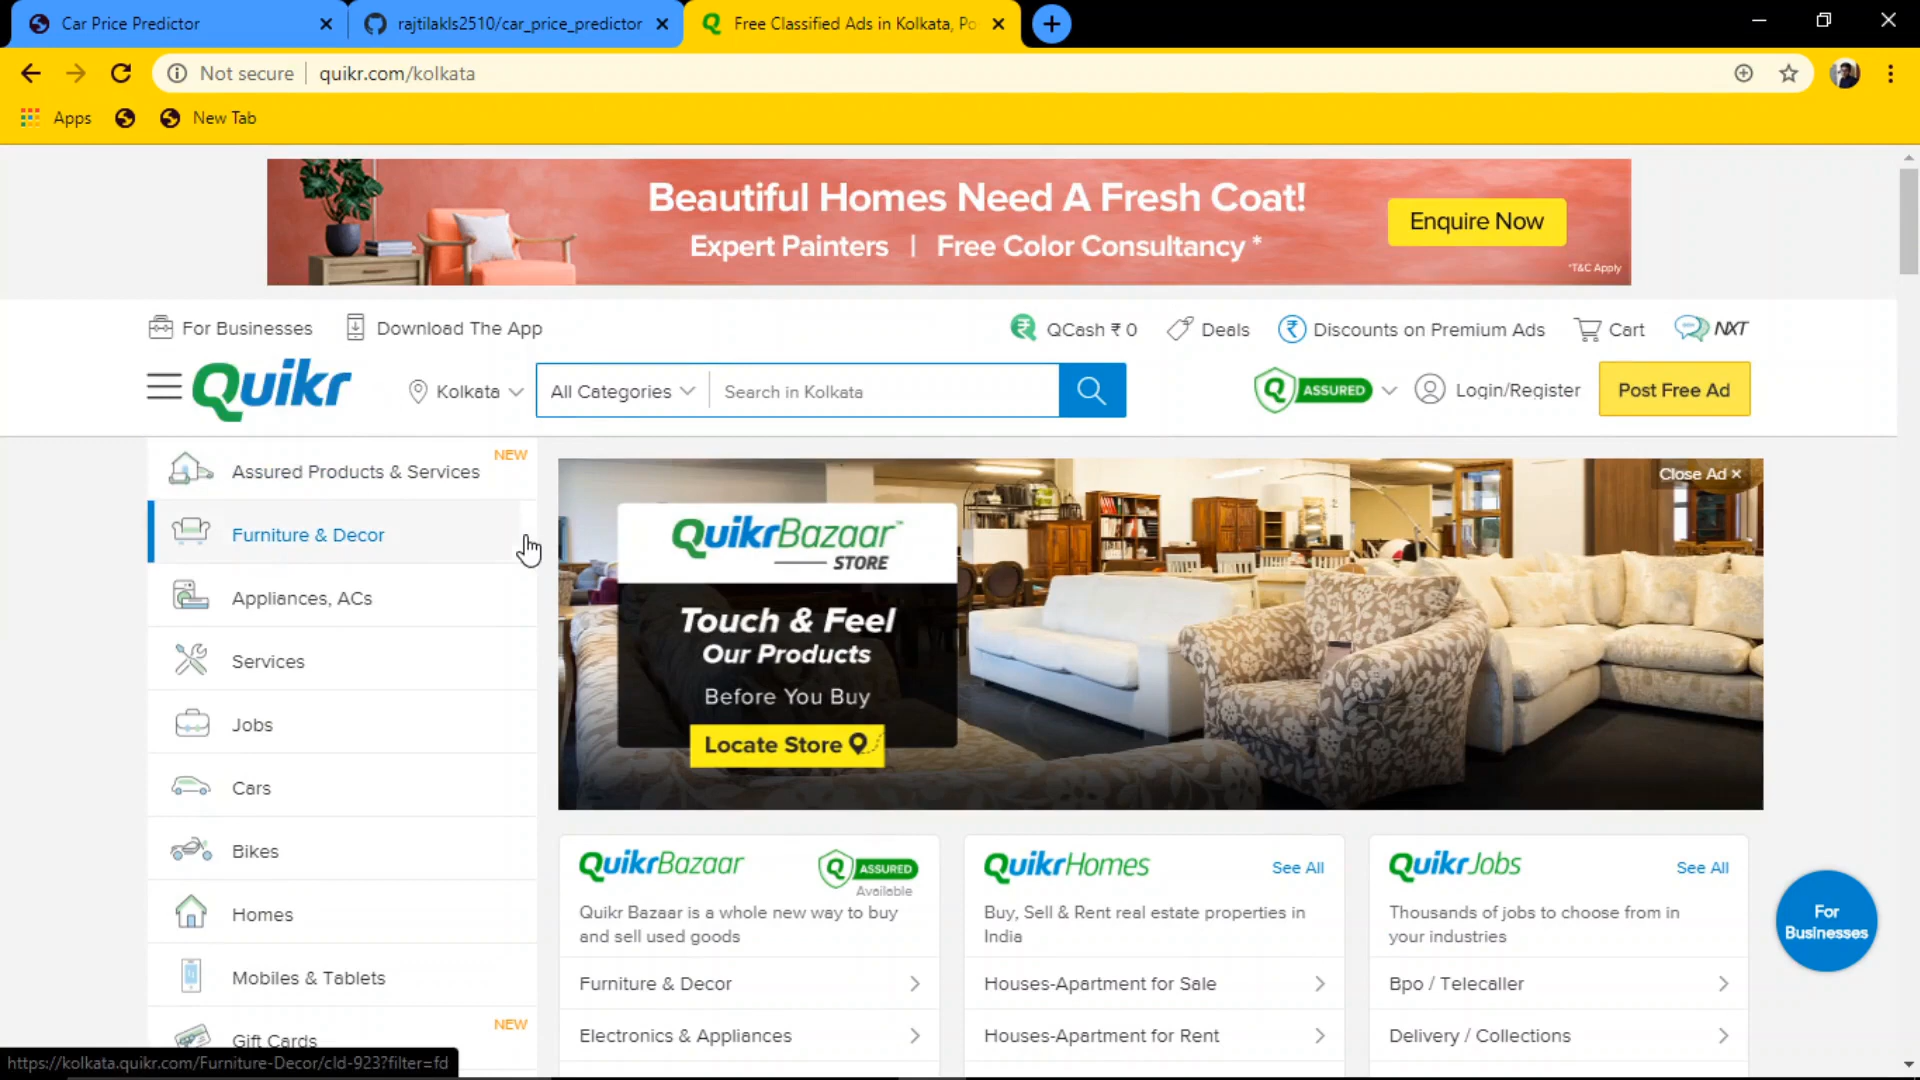 Car Price Predictor
rajtilakls2510/car_price_predictor
Free Classified Ads in Kolkata, Po
Not secure
quikr.com/kolkata
Apps
New Tab
Beautiful Homes Need A Fresh Coat!
Expert Painters | Free Color Consultancy *
Enquire Now
*T&C Apply
For Businesses
Download The App
QCash ₹ 0
Deals
Discounts on Premium Ads
Cart
NXT
Quikr
Kolkata
All Categories
Search in Kolkata
Q ASSURED
Login/Register
Post Free Ad
Assured Products & Services
NEW
Furniture & Decor
Appliances, ACs
Services
Jobs
Cars
Bikes
Homes
Mobiles & Tablets
Gift Cards
NEW
Close Ad ×
QuikrBazaar™
STORE
Touch & Feel
Our Products
Before You Buy
Locate Store
QuikrBazaar
Q ASSURED
Available
Quikr Bazaar is a whole new way to buy
and sell used goods
Furniture & Decor
Electronics & Appliances
QuikrHomes
See All
Buy, Sell & Rent real estate properties in
India
Houses-Apartment for Sale
Houses-Apartment for Rent
QuikrJobs
See All
Thousands of jobs to choose from in
your industries
Bpo / Telecaller
Delivery / Collections
For
Businesses
https://kolkata.quikr.com/Furniture-Decor/cId-923?filter=fd